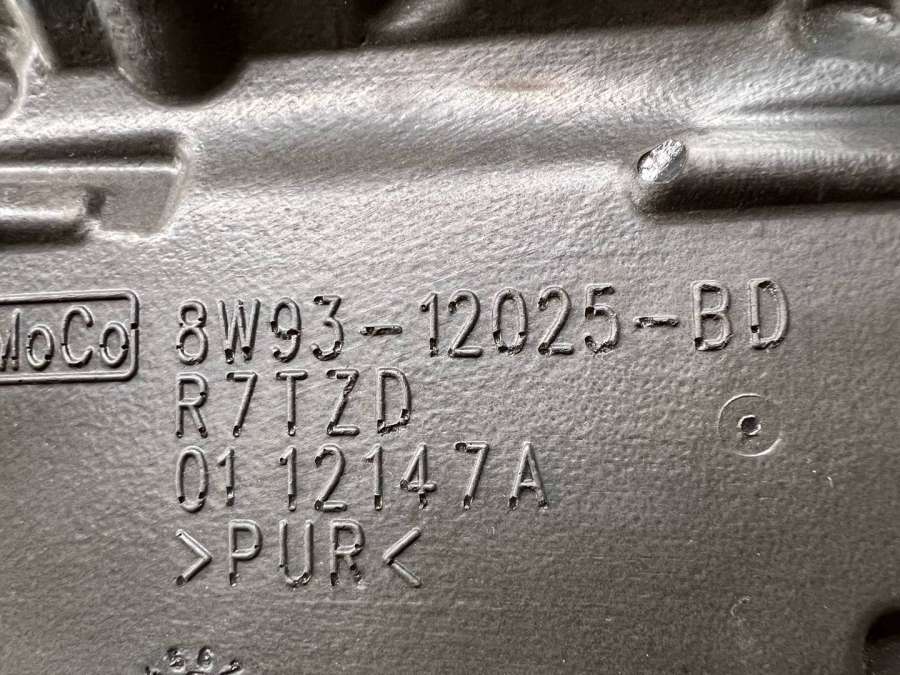 MoCo 8W93-12025-BD
R7TZD
01 12147A
>PUR<